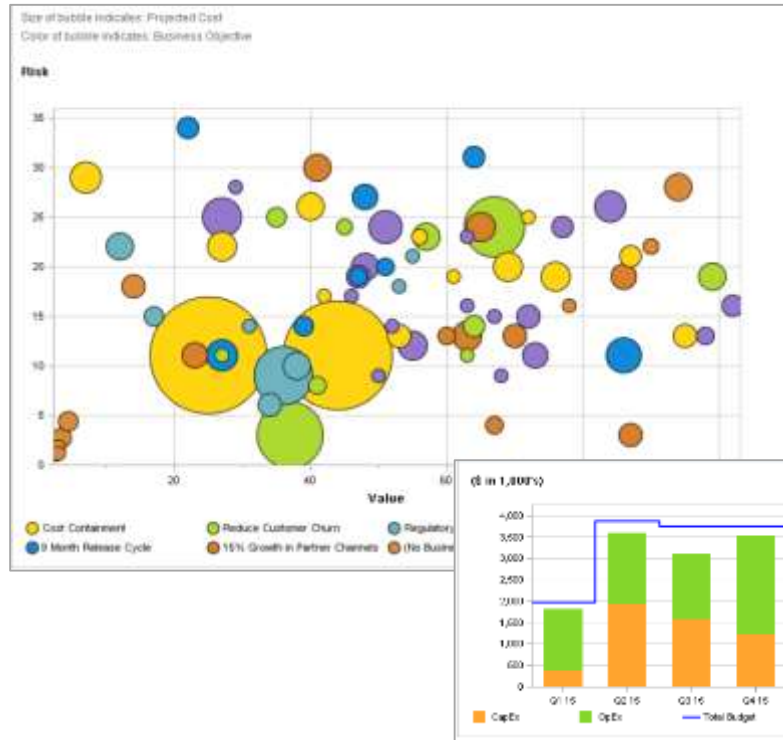 Size of bubble indicates: Projected Cost
Color of bubble indicates: Business Objective
Risk
35
30
25
20
15
10
5
0
20 40 60
Value
Cost Containment Reduce Customer Churn Regulatory
9 Month Release Cycle 15% Growth in Partner Channels (No Busine
($ in 1,000's)
4,000
3,500
3,000
2,500
2,000
1,500
1,000
500
0
Q1 15 Q2 15 Q3 15 Q4 15
CapEx OpEx Total Budget